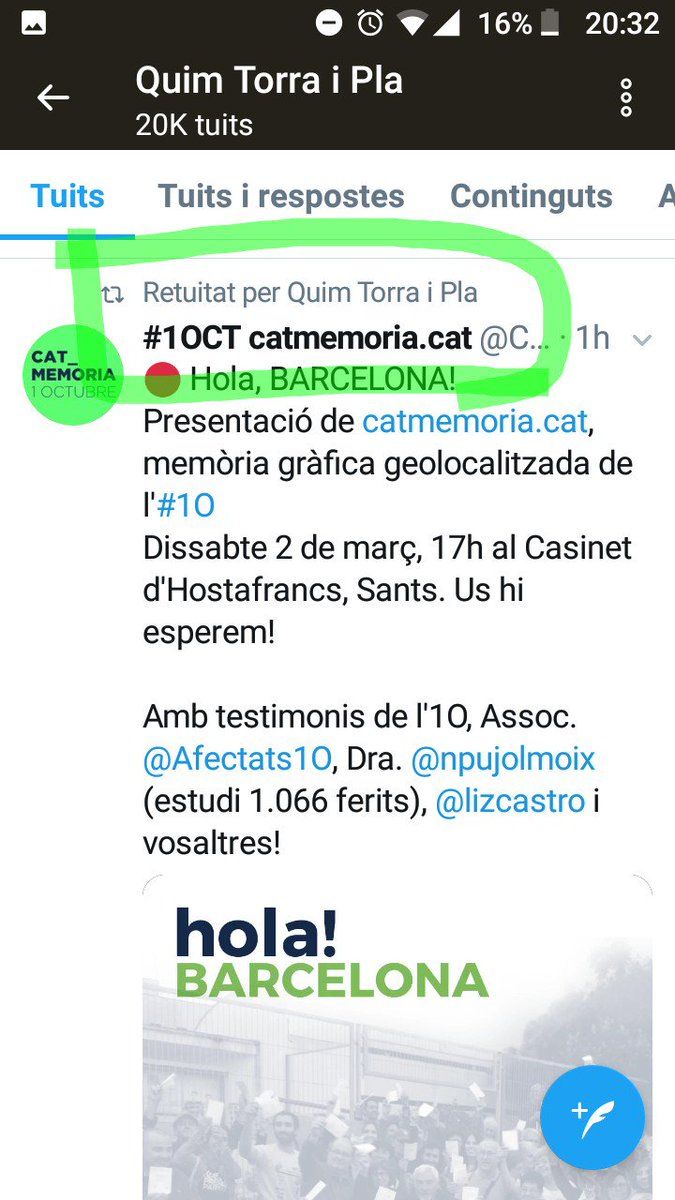 16% 20:32
Quim Torra i Pla
20K tuits
Tuits Tuits i respostes Continguts A
Retuitat per Quim Torra i Pla
#1OCT catmemoria.cat @C... · 1h
CAT_
MEMÒRIA
1 OCTUBRE
Hola, BARCELONA!
Presentació de catmemoria.cat,
memòria gràfica geolocalitzada de
l'#1O
Dissabte 2 de març, 17h al Casinet
d'Hostafrancs, Sants. Us hi
esperem!
Amb testimonis de l'1O, Assoc.
@Afectats1O, Dra. @npujolmoix
(estudi 1.066 ferits), @lizcastro i
vosaltres!
hola!
BARCELONA